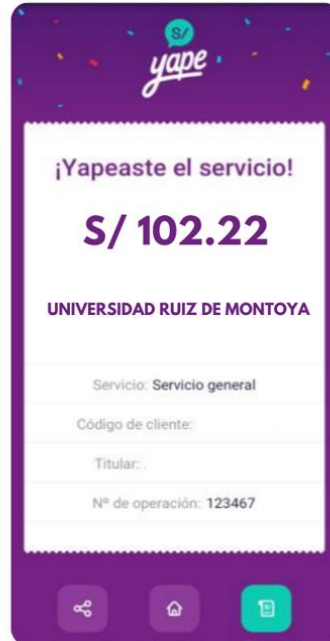 S/
yape
¡Yapeaste el servicio!
S/ 102.22
UNIVERSIDAD RUIZ DE MONTOYA
Servicio: Servicio general
Código de cliente:
Titular:
Nº de operación: 123467